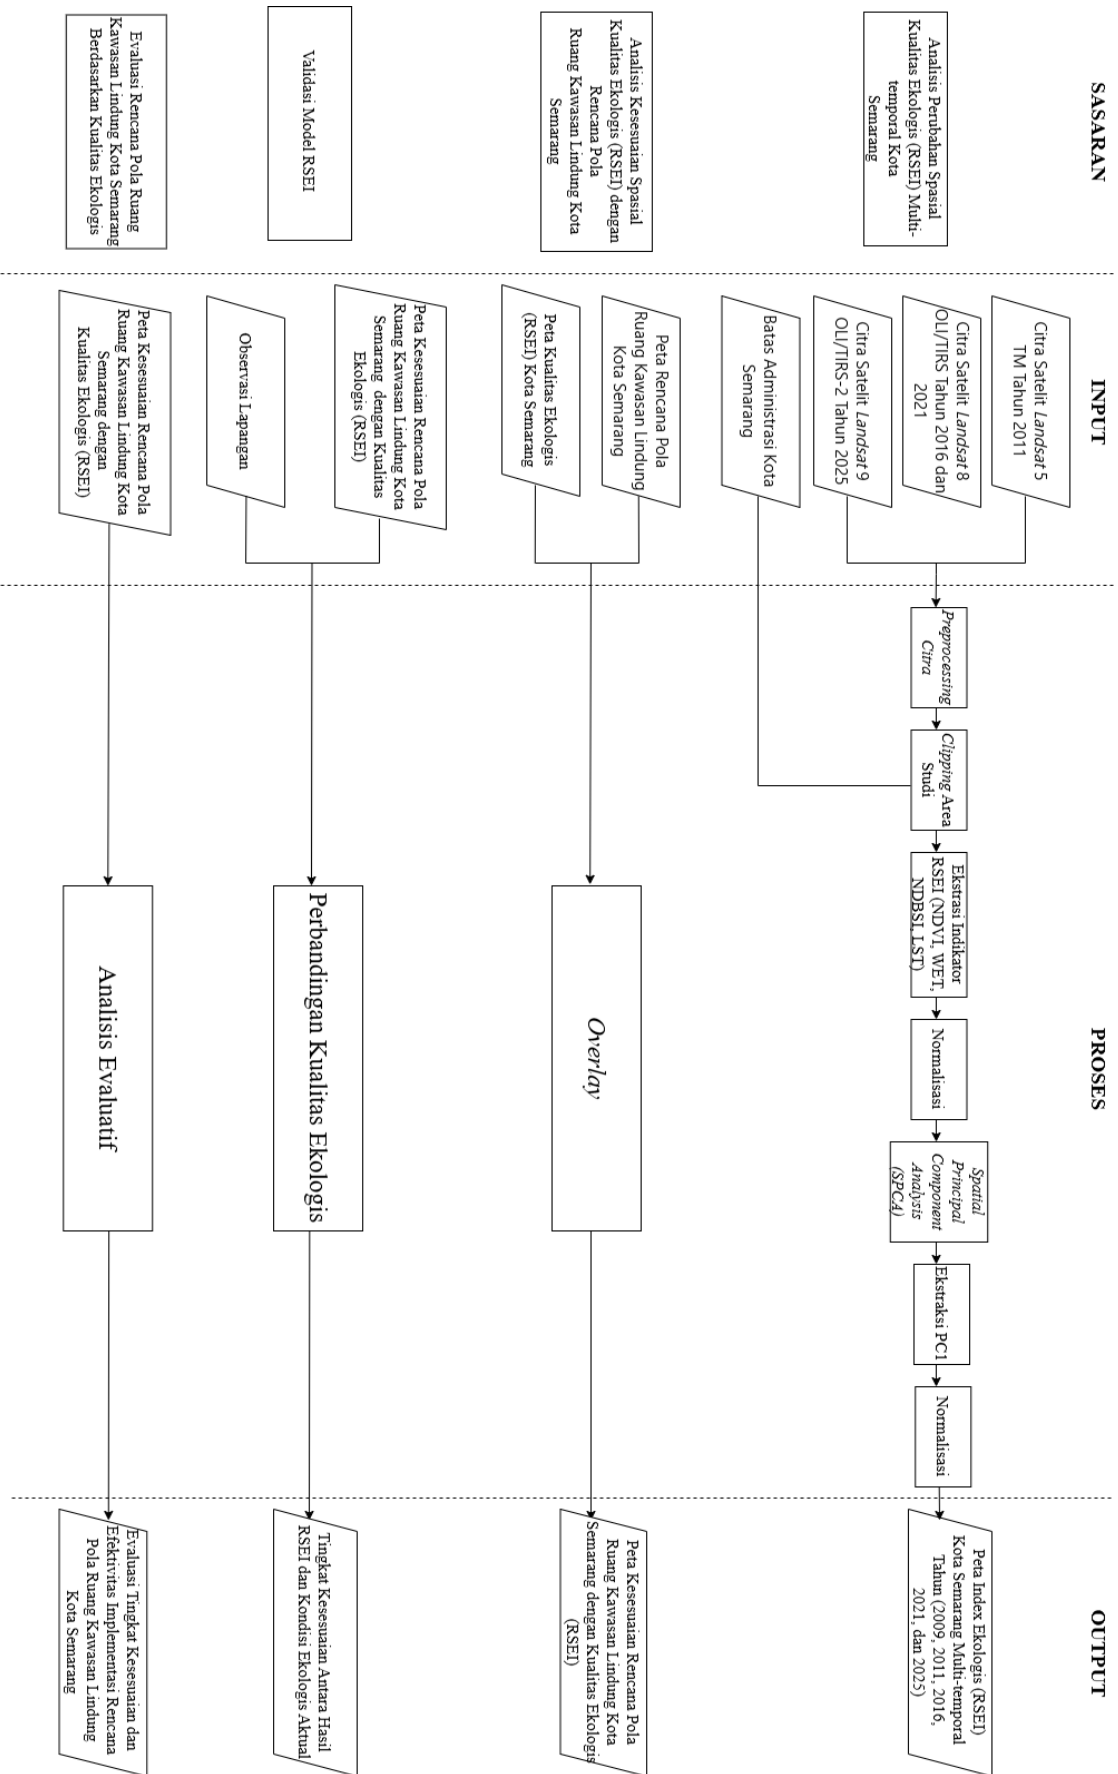 SASARAN
INPUT
PROSES
OUTPUT
Analisis Perubahan Spasial
Kualitas Ekologis (RSEI) Multi-
temporal Kota
Semarang
Citra Satelit Landsat 5
TM Tahun 2011
Citra Satelit Landsat 8
OLI/TIRS Tahun 2016 dan
2021
Citra Satelit Landsat 9
OLI/TIRS-2 Tahun 2025
Batas Administrasi Kota
Semarang
Preprocessing
Citra
Clipping Area
Studi
Ekstrasi Indikator
RSEI (NDVI, WET,
NDBSI, LST)
Normalisasi
Spatial
Principal
Component
Analysis
(SPCA)
Ekstraksi PC1
Normalisasi
Peta Index Ekologis (RSEI)
Kota Semarang Multi-temporal
Tahun (2009, 2011, 2016,
2021, dan 2025)
Analisis Kesesuaian Spasial
Kualitas Ekologis (RSEI) dengan
Rencana Pola
Ruang Kawasan Lindung Kota
Semarang
Peta Rencana Pola
Ruang Kawasan Lindung
Kota Semarang
Peta Kualitas Ekologis
(RSEI) Kota Semarang
Overlay
Peta Kesesuaian Rencana Pola
Ruang Kawasan Lindung Kota
Semarang dengan Kualitas Ekologis
(RSEI)
Validasi Model RSEI
Peta Kesesuaian Rencana Pola
Ruang Kawasan Lindung Kota
Semarang dengan Kualitas
Ekologis (RSEI)
Observasi Lapangan
Perbandingan Kualitas Ekologis
Tingkat Kesesuaian Antara Hasil
RSEI dan Kondisi Ekologis Aktual
Evaluasi Rencana Pola Ruang
Kawasan Lindung Kota Semarang
Berdasarkan Kualitas Ekologis
Peta Kesesuaian Rencana Pola
Ruang Kawasan Lindung Kota
Semarang dengan
Kualitas Ekologis (RSEI)
Analisis Evaluatif
Evaluasi Tingkat Kesesuaian dan
Efektivitas Implementasi Rencana
Pola Ruang Kawasan Lindung
Kota Semarang